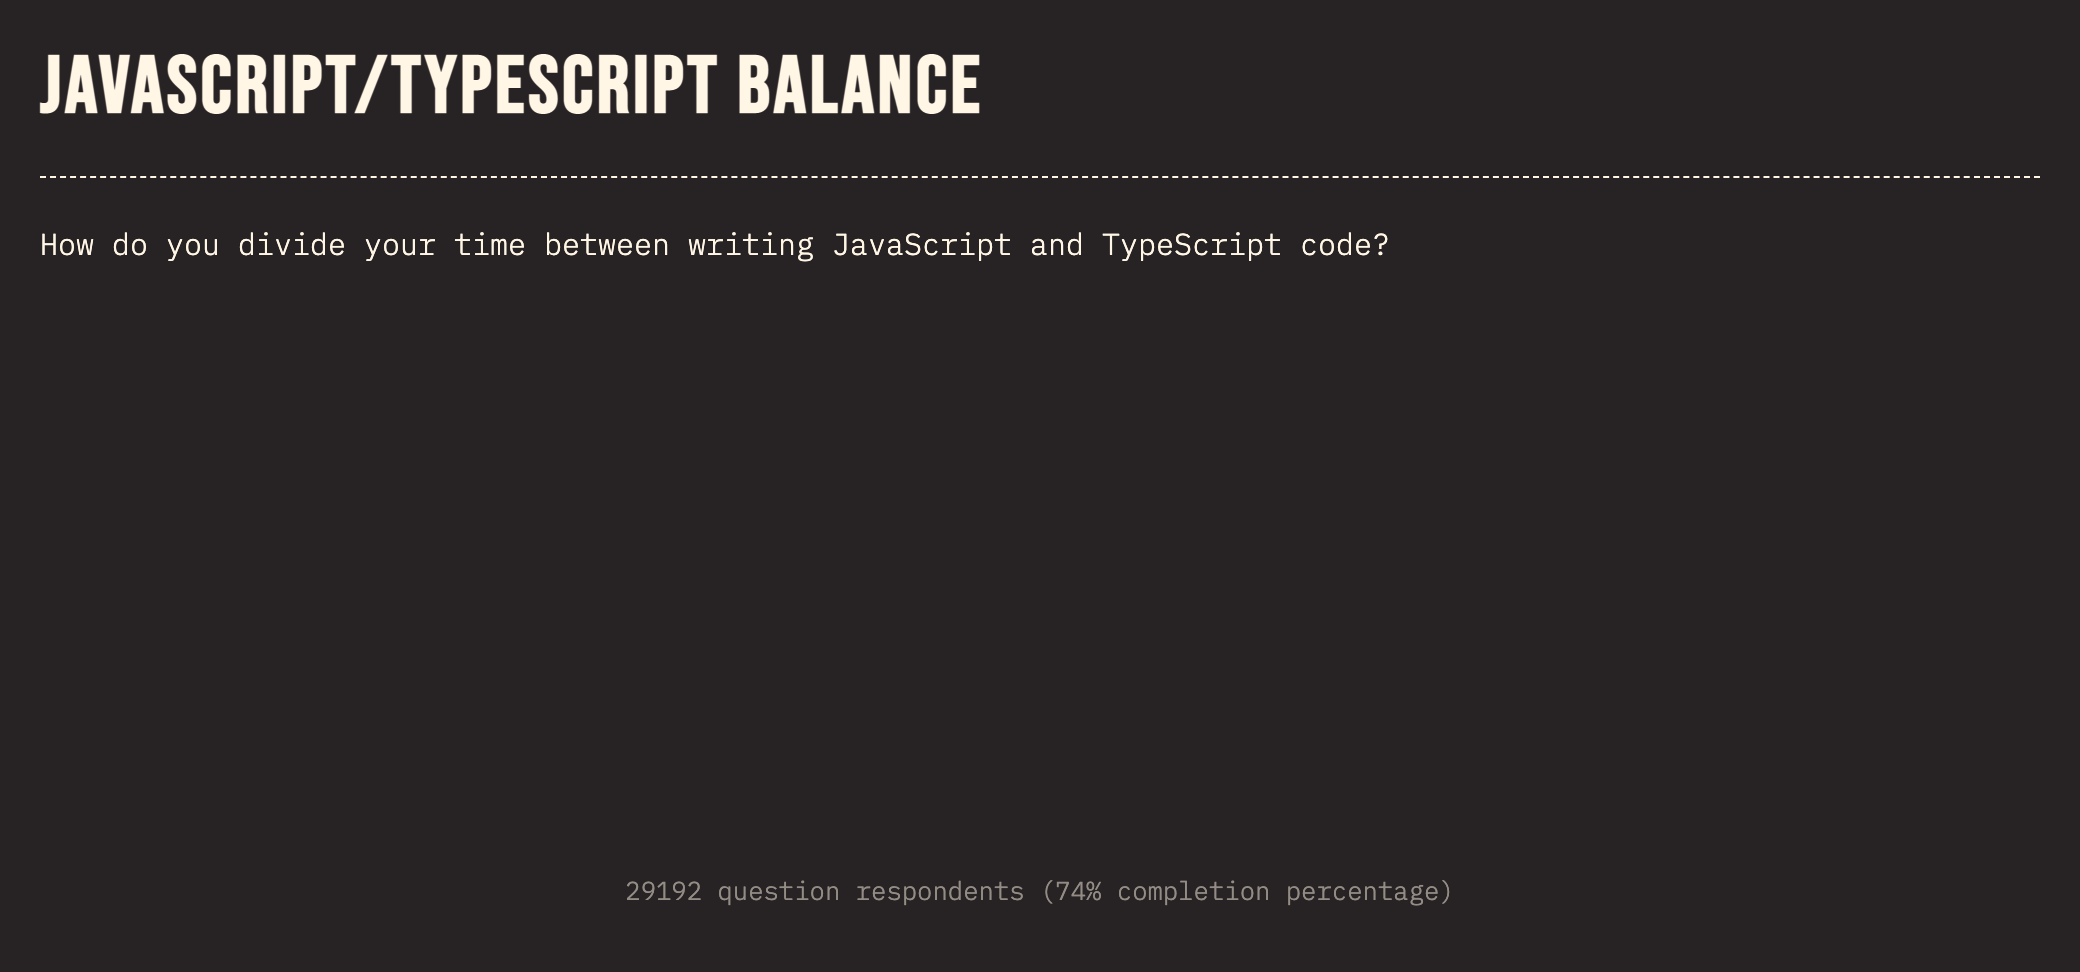 JAVASCRIPT/TYPESCRIPT BALANCE
How do you divide your time between writing JavaScript and TypeScript code?
29192 question respondents (74% completion percentage)